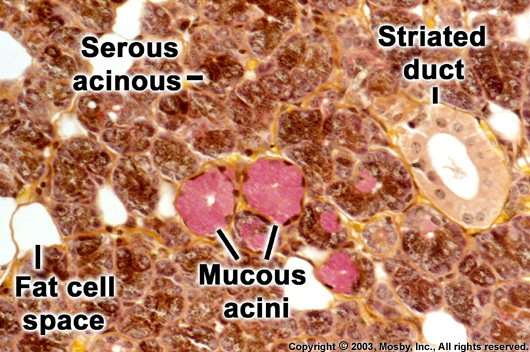 Serous
acinous
Striated
duct
Mucous
acini
Fat cell
space
Copyright © 2003, Mosby, Inc., All rights reserved.